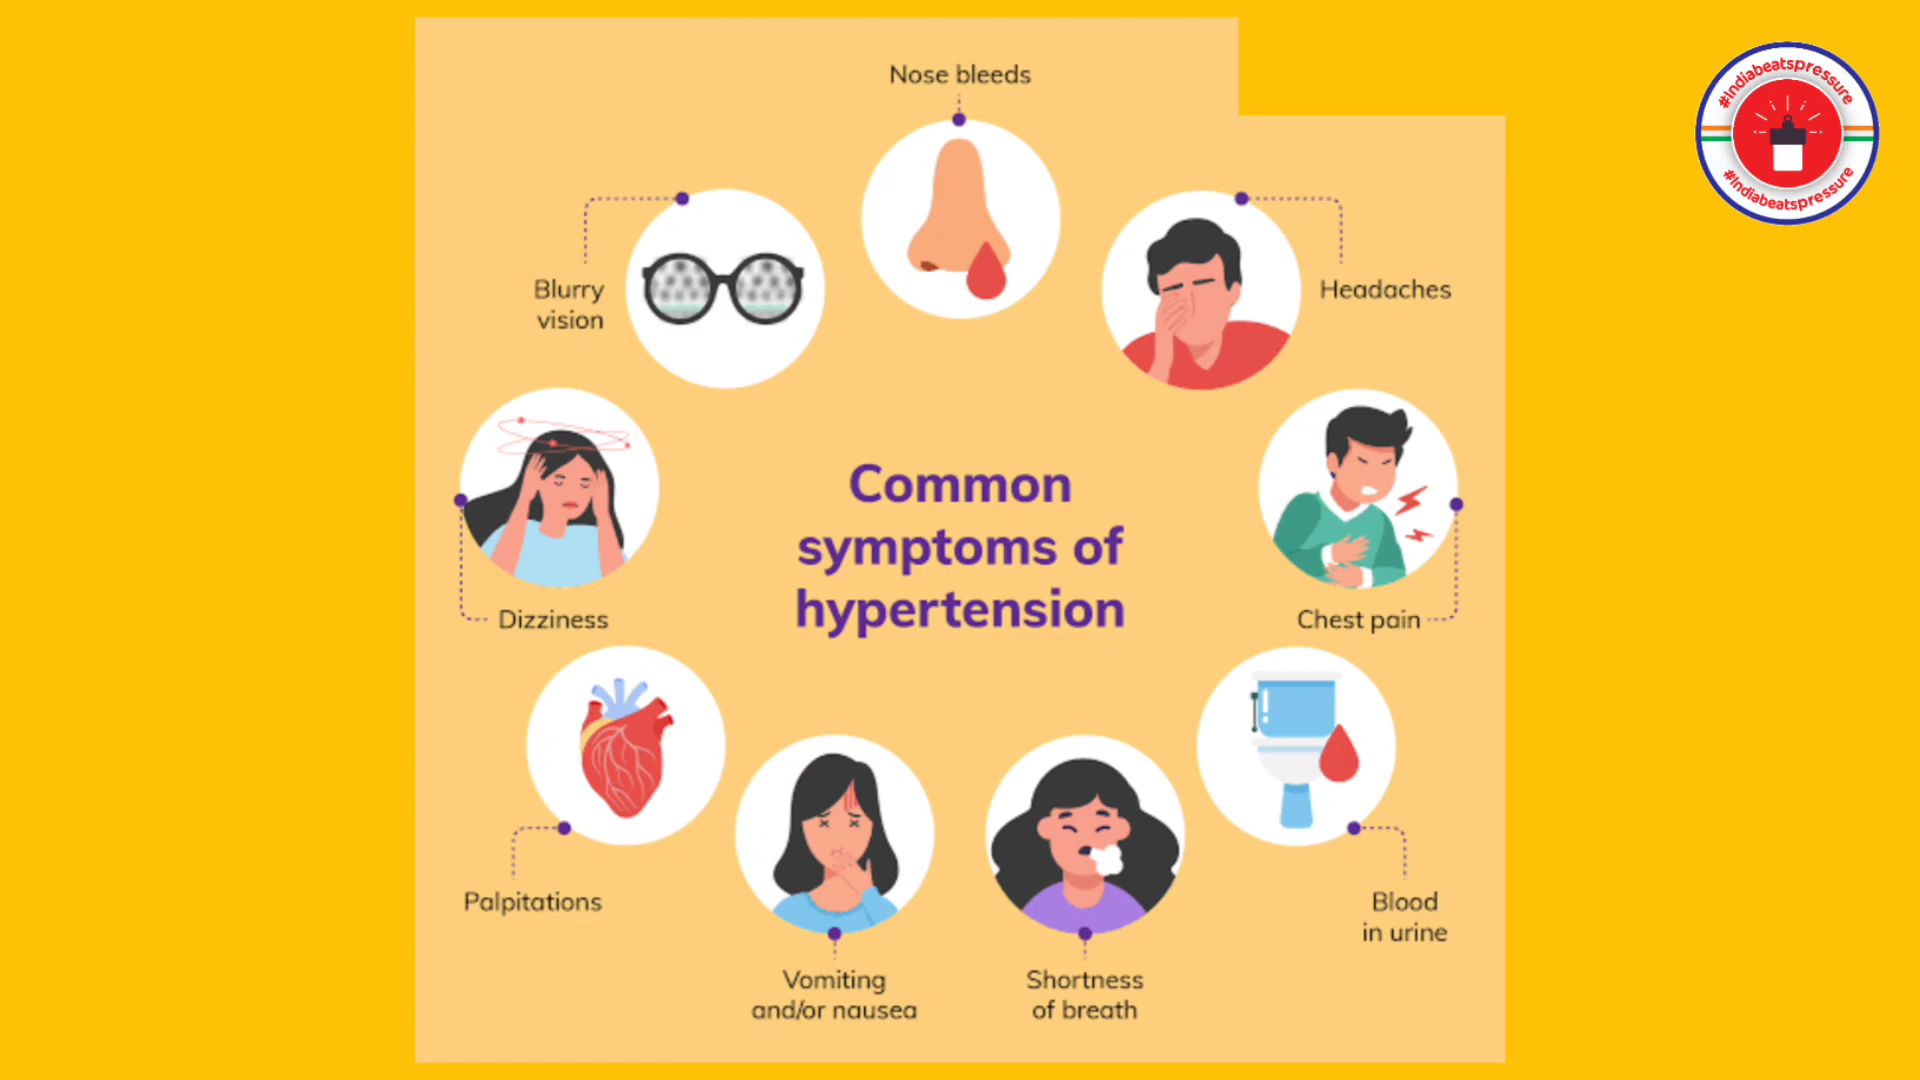 Nose bleeds
#Indiabeatspressure
#Indiabeatspressure
Blurry
vision
Headaches
Common
symptoms of
hypertension
Dizziness
Chest pain
Palpitations
Blood
in urine
Vomiting
and/or nausea
Shortness
of breath